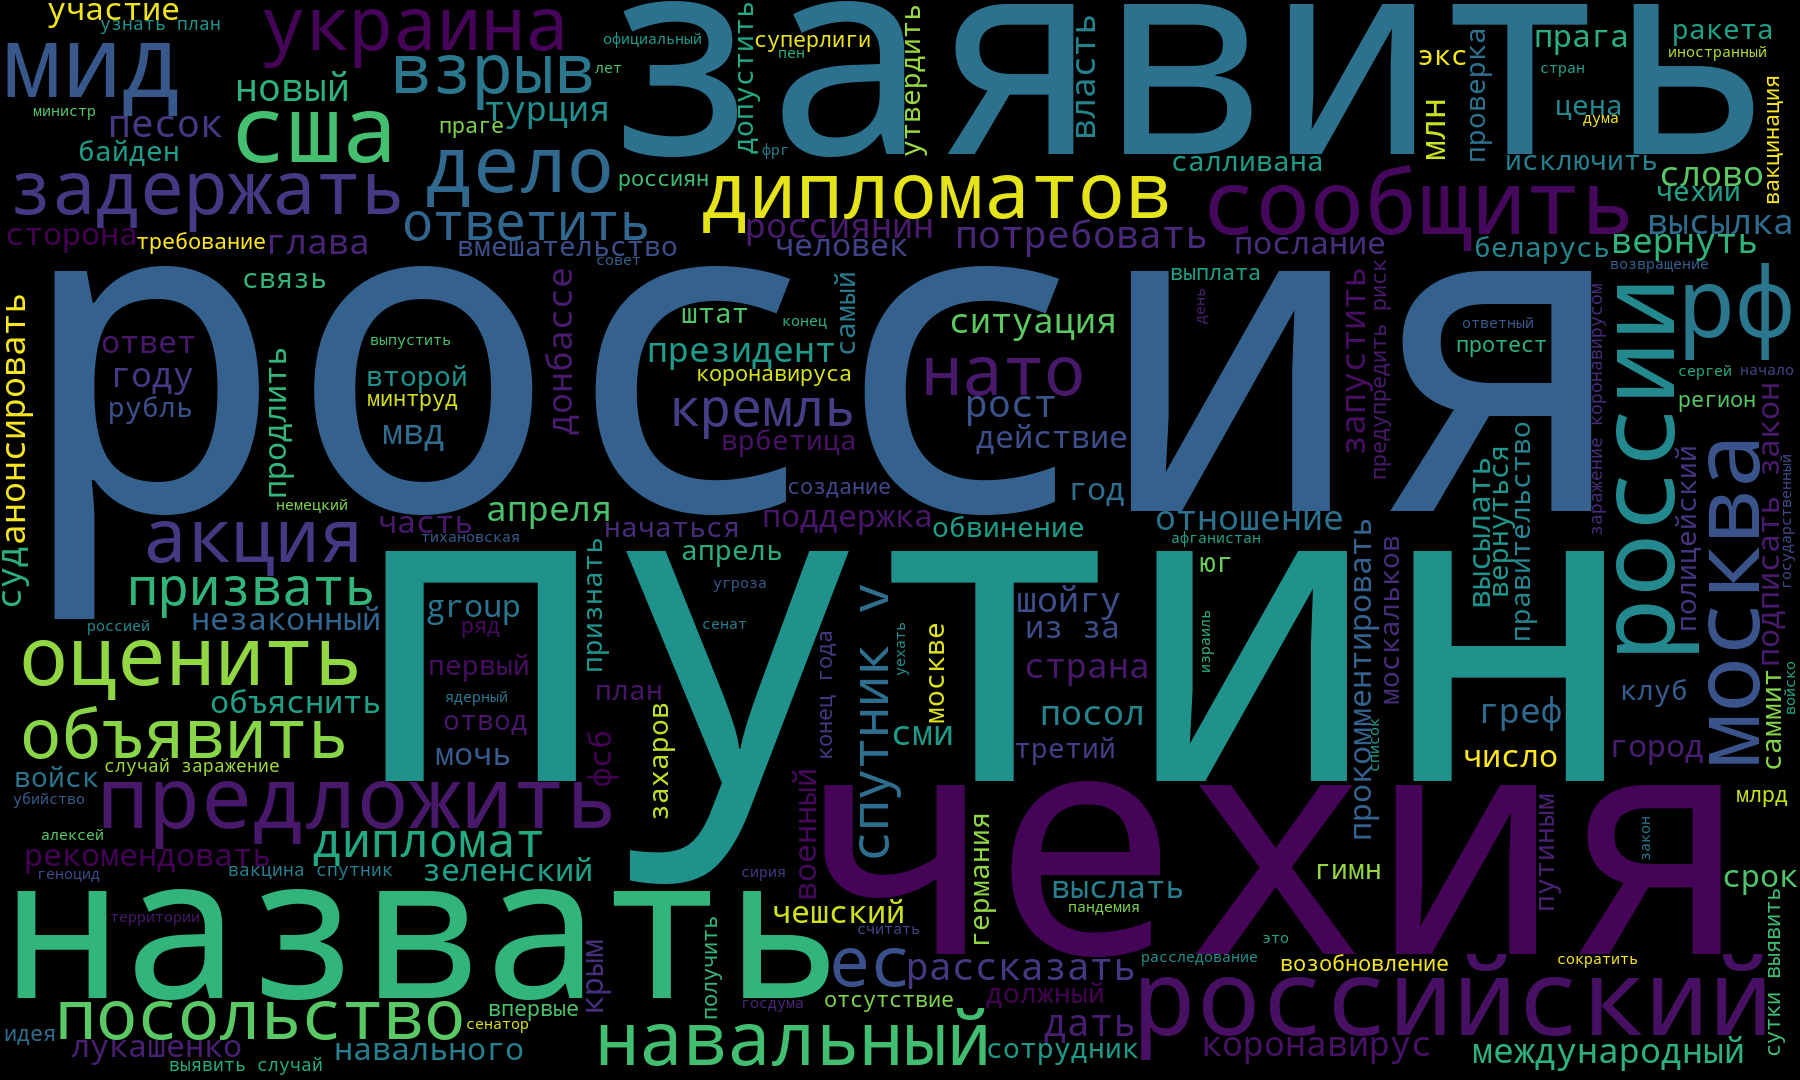 участие
узнать план
украина
заявить
официальный
лет
допустить
суперлиги
пен
утвердить
власть
экс
проверка
прага
ракета
иностранный
стран
мид
министр
новый
взрыв
турция
млн
цена
дума
вакцинация
песок
сша
праге
байден
дело
фрг
салливана
исключить
слово
чехии
задержать
россиян
дипломатов
сообщить
высылка
сторона
требование
глава
ответить
вмешательство
россиянин
человек
потребовать
послание
беларусь
вернуть
совет
возвращение
связь
выплата
россия
анонсировать
донбассе
штат
конец
самый
ситуация
день
запустить
предупредить риск
заражение коронавирусом
россии
рф
ответный
протест
ответ
выпустить
президент
нато
году
второй
коронавируса
сергей
начало
рубль
минтруд
кремль
рост
регион
мвд
врбетица
действие
продлить
создание
год
москва
подписать закон
немецкий
апреля
акция
часть
начаться
поддержка
обвинение
отношение
высылать
вернуться
правительство
полицейский
государственный
тихановская
афганистан
суд
апрель
юг
путин
призвать
признать
угроза
спутник v
шойгу
прокомментировать
москальков
незаконный
group
россией
ряд
сенат
уехать
москве
из за
израиль
оценить
первый
конец года
страна
объяснить
ядерный
план
клуб
саммит
войско
объявить
отвод
захаров
посол
греф
мочь
фсб
сми
третий
список
число
город
случай заражение
войск
убийство
предложить
чехия
млрд
алексей
дипломат
военный
германия
путиным
закон
рекомендовать
геноцид
вакцина спутник
зеленский
сирия
гимн
срок
назвать
выслать
территории
чешский
пандемия
считать
это
крым
получить
ес
рассказать
расследование
возобновление
сократить
российский
сутки выявить
посольство
впервые
госдума
отсутствие
должный
идея
сенатор
навальный
дать
лукашенко
навального
сотрудник
коронавирус
международный
выявить случай